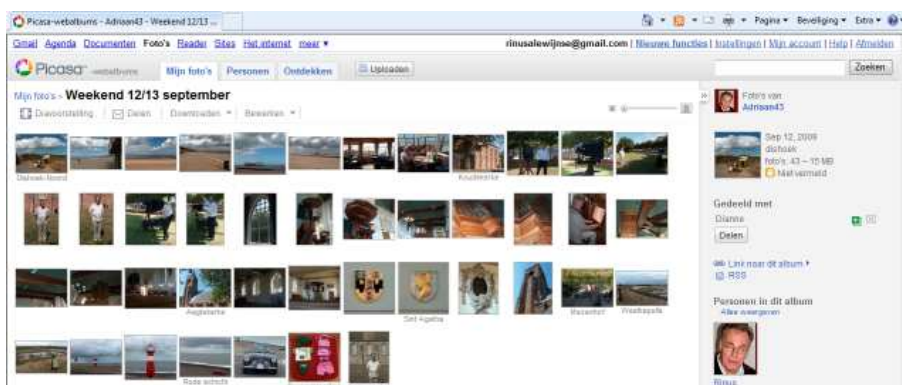 Picasa-webalbums - Adriaan43 - Weekend 12/13 ...
Pagina
Beveiliging
Extra
Gmail Agenda Documenten Foto's Reader Sites Het internet meer
rinusalewijnse@gmail.com | Nieuwe functies | Instellingen | Mijn account | Help | Afmelden
Picasa webalbums
Mijn foto's
Personen
Ontdekken
Uploaden
Zoeken
Mijn foto's > Weekend 12/13 september
Diavoorstelling
Delen
Downloaden
Bewerken
Foto's van
Adriaan43
Dishoek-Noord
Sep 12, 2009
dishoek
foto's: 43 – 15 MB
Niet vermeld
Gedeeld met
Dianne
Delen
Link naar dit album
RSS
Aagtekerke
Sint Agatha
Westkapelle
Personen in dit album
Alles weergeven
Rinus